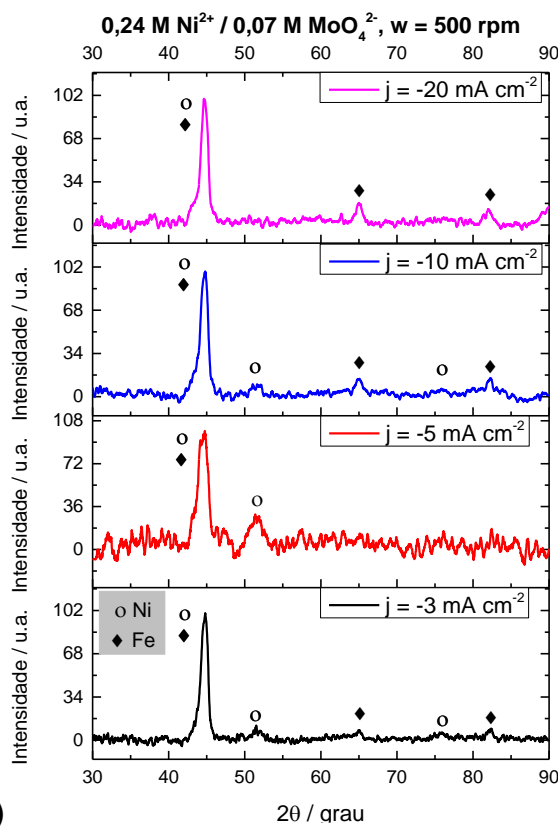 0,24 M Ni²⁺ / 0,07 M MoO₄²⁻, w = 500 rpm
30 40 50 60 70 80 90
102
68
34
0
Intensidade / u.a.
j = -20 mA cm⁻²
102
68
34
0
Intensidade / u.a.
j = -10 mA cm⁻²
108
72
36
0
Intensidade / u.a.
j = -5 mA cm⁻²
102
68
34
0
Intensidade / u.a.
Ni
Fe
j = -3 mA cm⁻²
30 40 50 60 70 80 90
2θ / grau
)